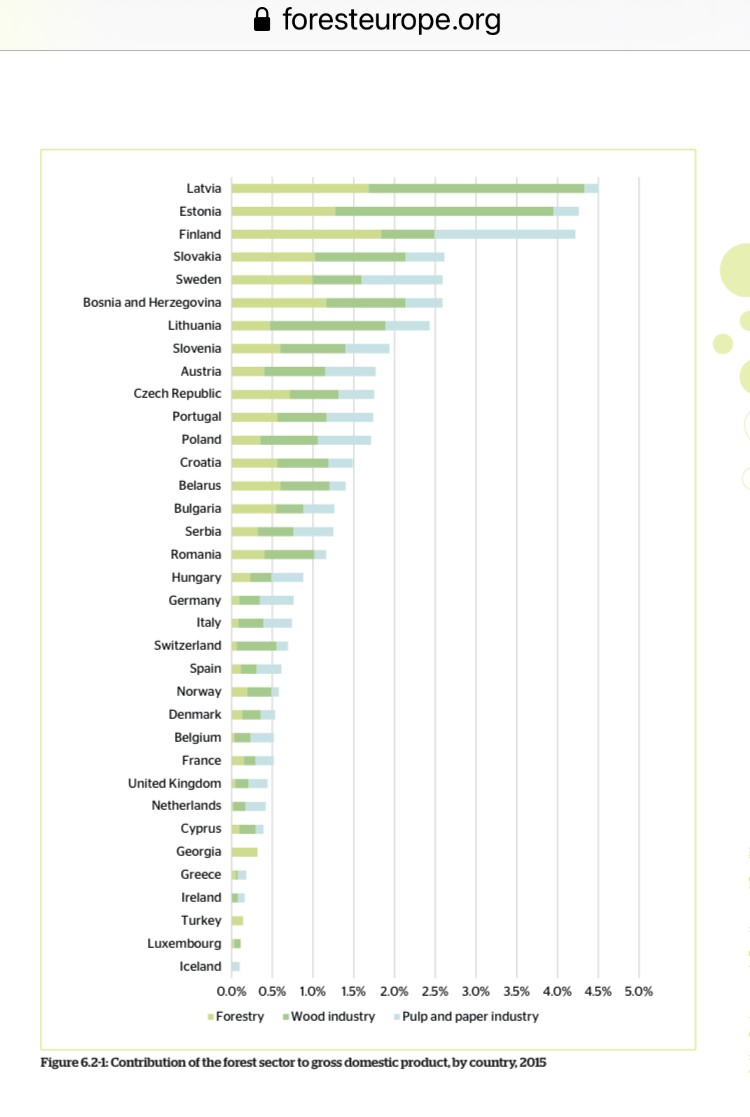 foresteurope.org
Latvia
Estonia
Finland
Slovakia
Sweden
Bosnia and Herzegovina
Lithuania
Slovenia
Austria
Czech Republic
Portugal
Poland
Croatia
Belarus
Bulgaria
Serbia
Romania
Hungary
Germany
Italy
Switzerland
Spain
Norway
Denmark
Belgium
France
United Kingdom
Netherlands
Cyprus
Georgia
Greece
Ireland
Turkey
Luxembourg
Iceland
0.0% 0.5% 1.0% 1.5% 2.0% 2.5% 3.0% 3.5% 4.0% 4.5% 5.0%
Forestry Wood industry Pulp and paper industry
Figure 6.2-1: Contribution of the forest sector to gross domestic product, by country, 2015